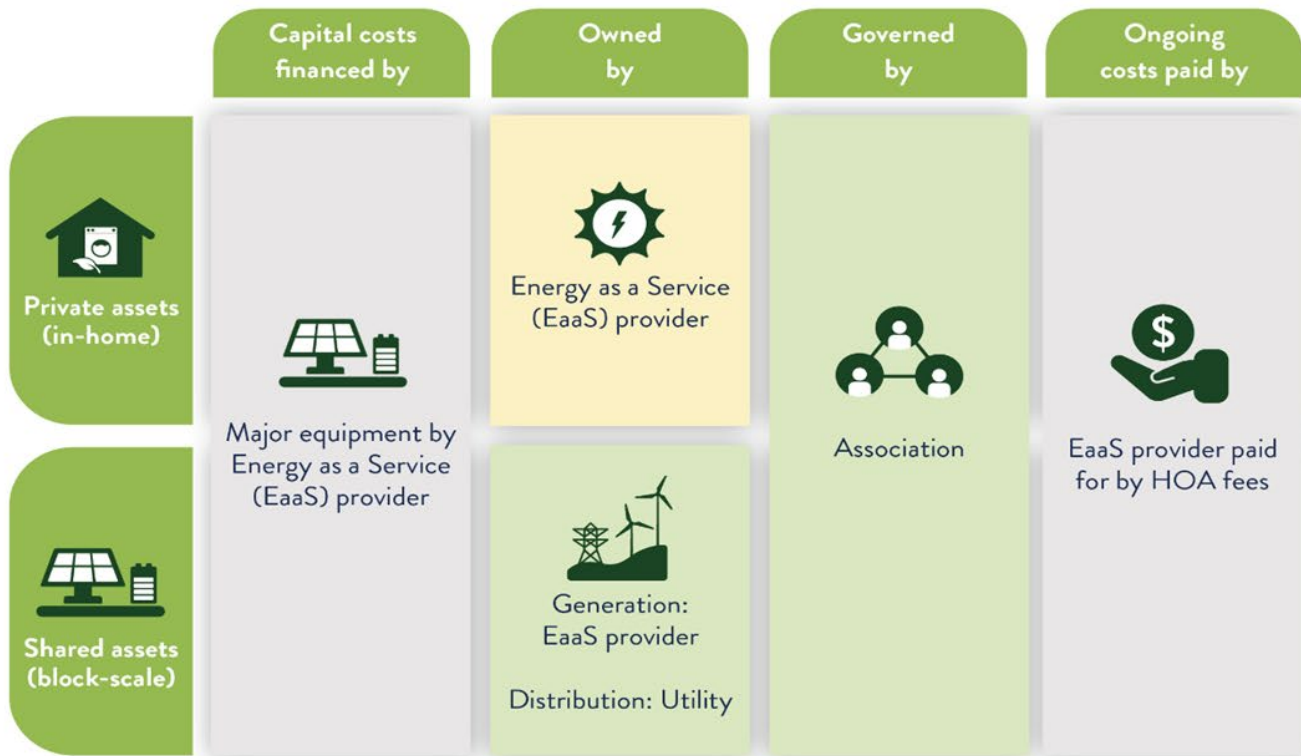 Capital costs
financed by
Owned
by
Governed
by
Ongoing
costs paid by
Private assets
(in-home)
Major equipment by
Energy as a Service
(EaaS) provider
Energy as a Service
(EaaS) provider
Association
$
EaaS provider paid
for by HOA fees
Shared assets
(block-scale)
Generation:
EaaS provider
Distribution: Utility